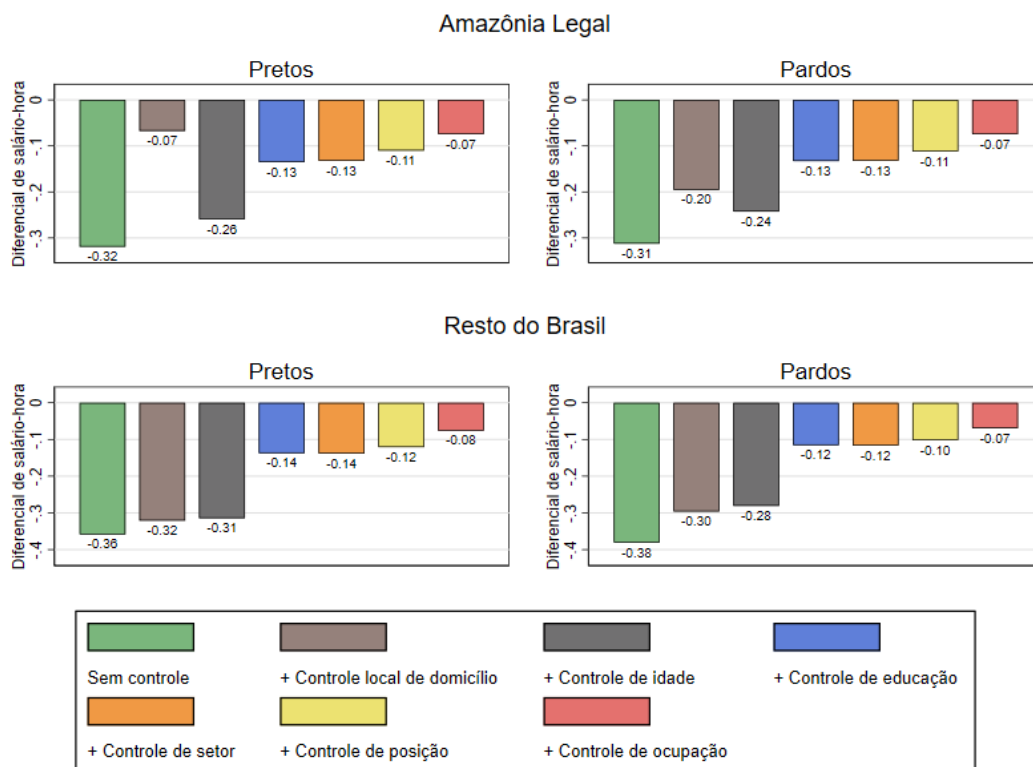 Amazônia Legal
Pretos
Diferencial de salário-hora
0
-.1
-.2
-.3
-0.32
-0.07
-0.26
-0.13
-0.13
-0.11
-0.07
Pardos
Diferencial de salário-hora
0
-.1
-.2
-.3
-0.31
-0.20
-0.24
-0.13
-0.13
-0.11
-0.07
Resto do Brasil
Pretos
Diferencial de salário-hora
0
-.1
-.2
-.3
-.4
-0.36
-0.32
-0.31
-0.14
-0.14
-0.12
-0.08
Pardos
Diferencial de salário-hora
0
-.1
-.2
-.3
-.4
-0.38
-0.30
-0.28
-0.12
-0.12
-0.10
-0.07
Sem controle
+ Controle local de domicílio
+ Controle de idade
+ Controle de educação
+ Controle de setor
+ Controle de posição
+ Controle de ocupação